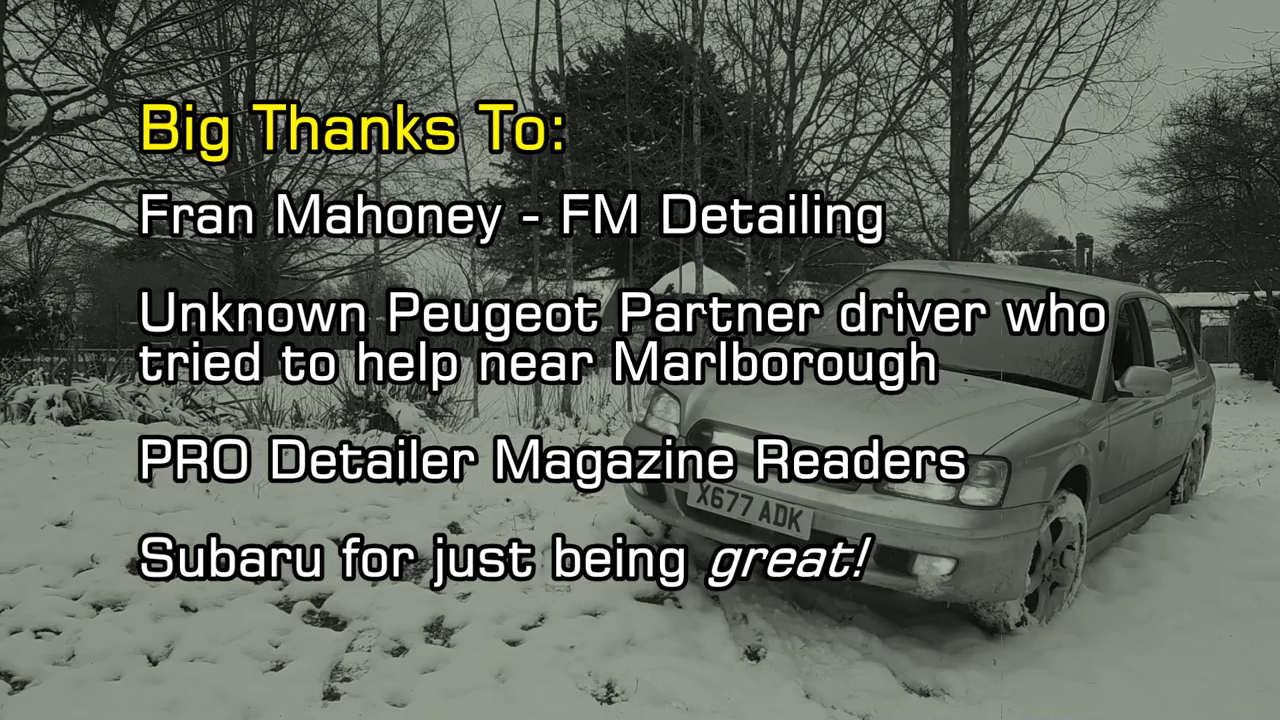 Big Thanks To:
Fran Mahoney - FM Detailing
Unknown Peugeot Partner driver who
tried to help near Marlborough
PRO Detailer Magazine Readers
X677 ADK
Subaru for just being great!